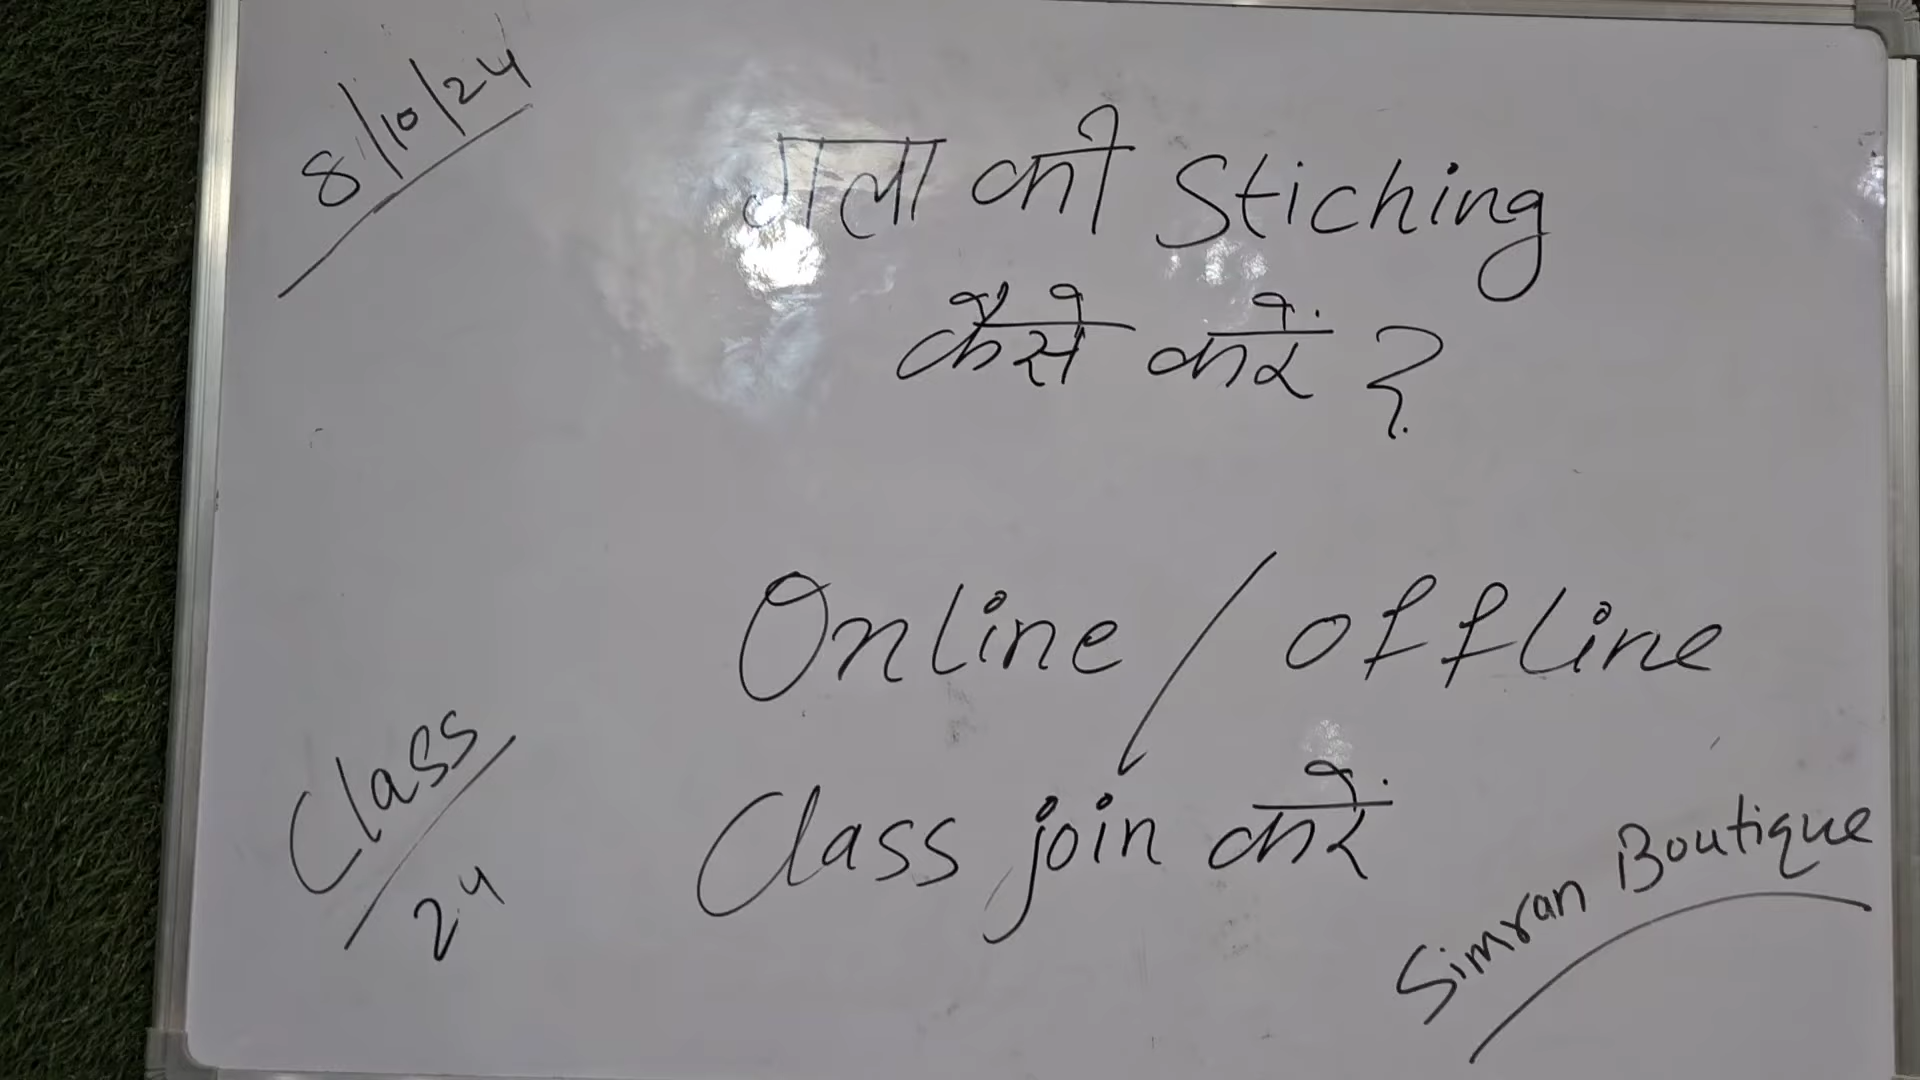 8/10/24
गला की Stiching
कैसे करें ?
Online / offline
Class join करें
Class
24
Simran Boutique